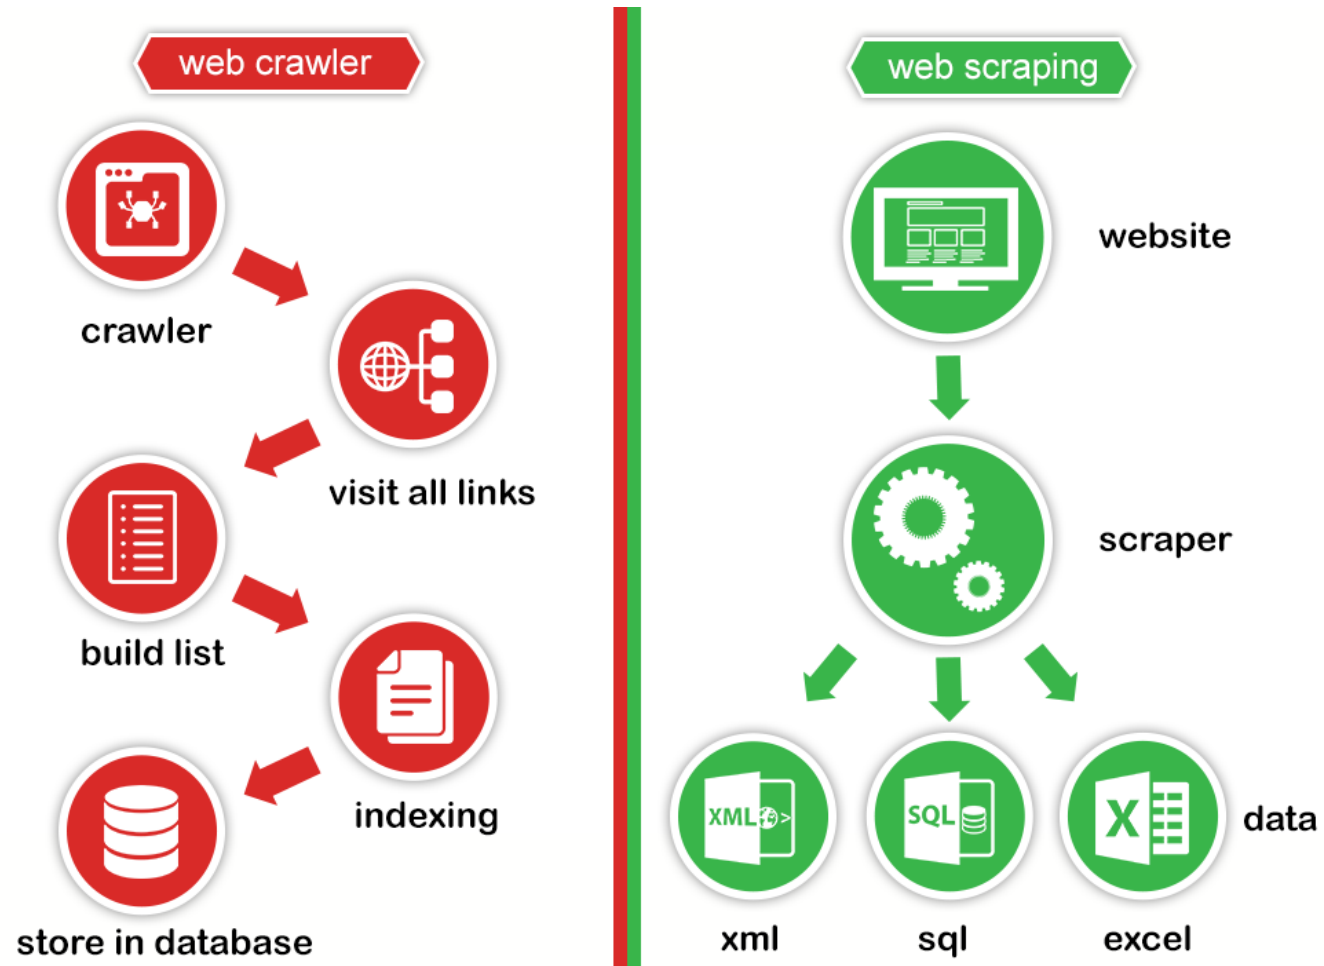 web crawler
crawler
visit all links
build list
indexing
store in database
web scraping
website
scraper
XML
SQL
X
data
xml
sql
excel